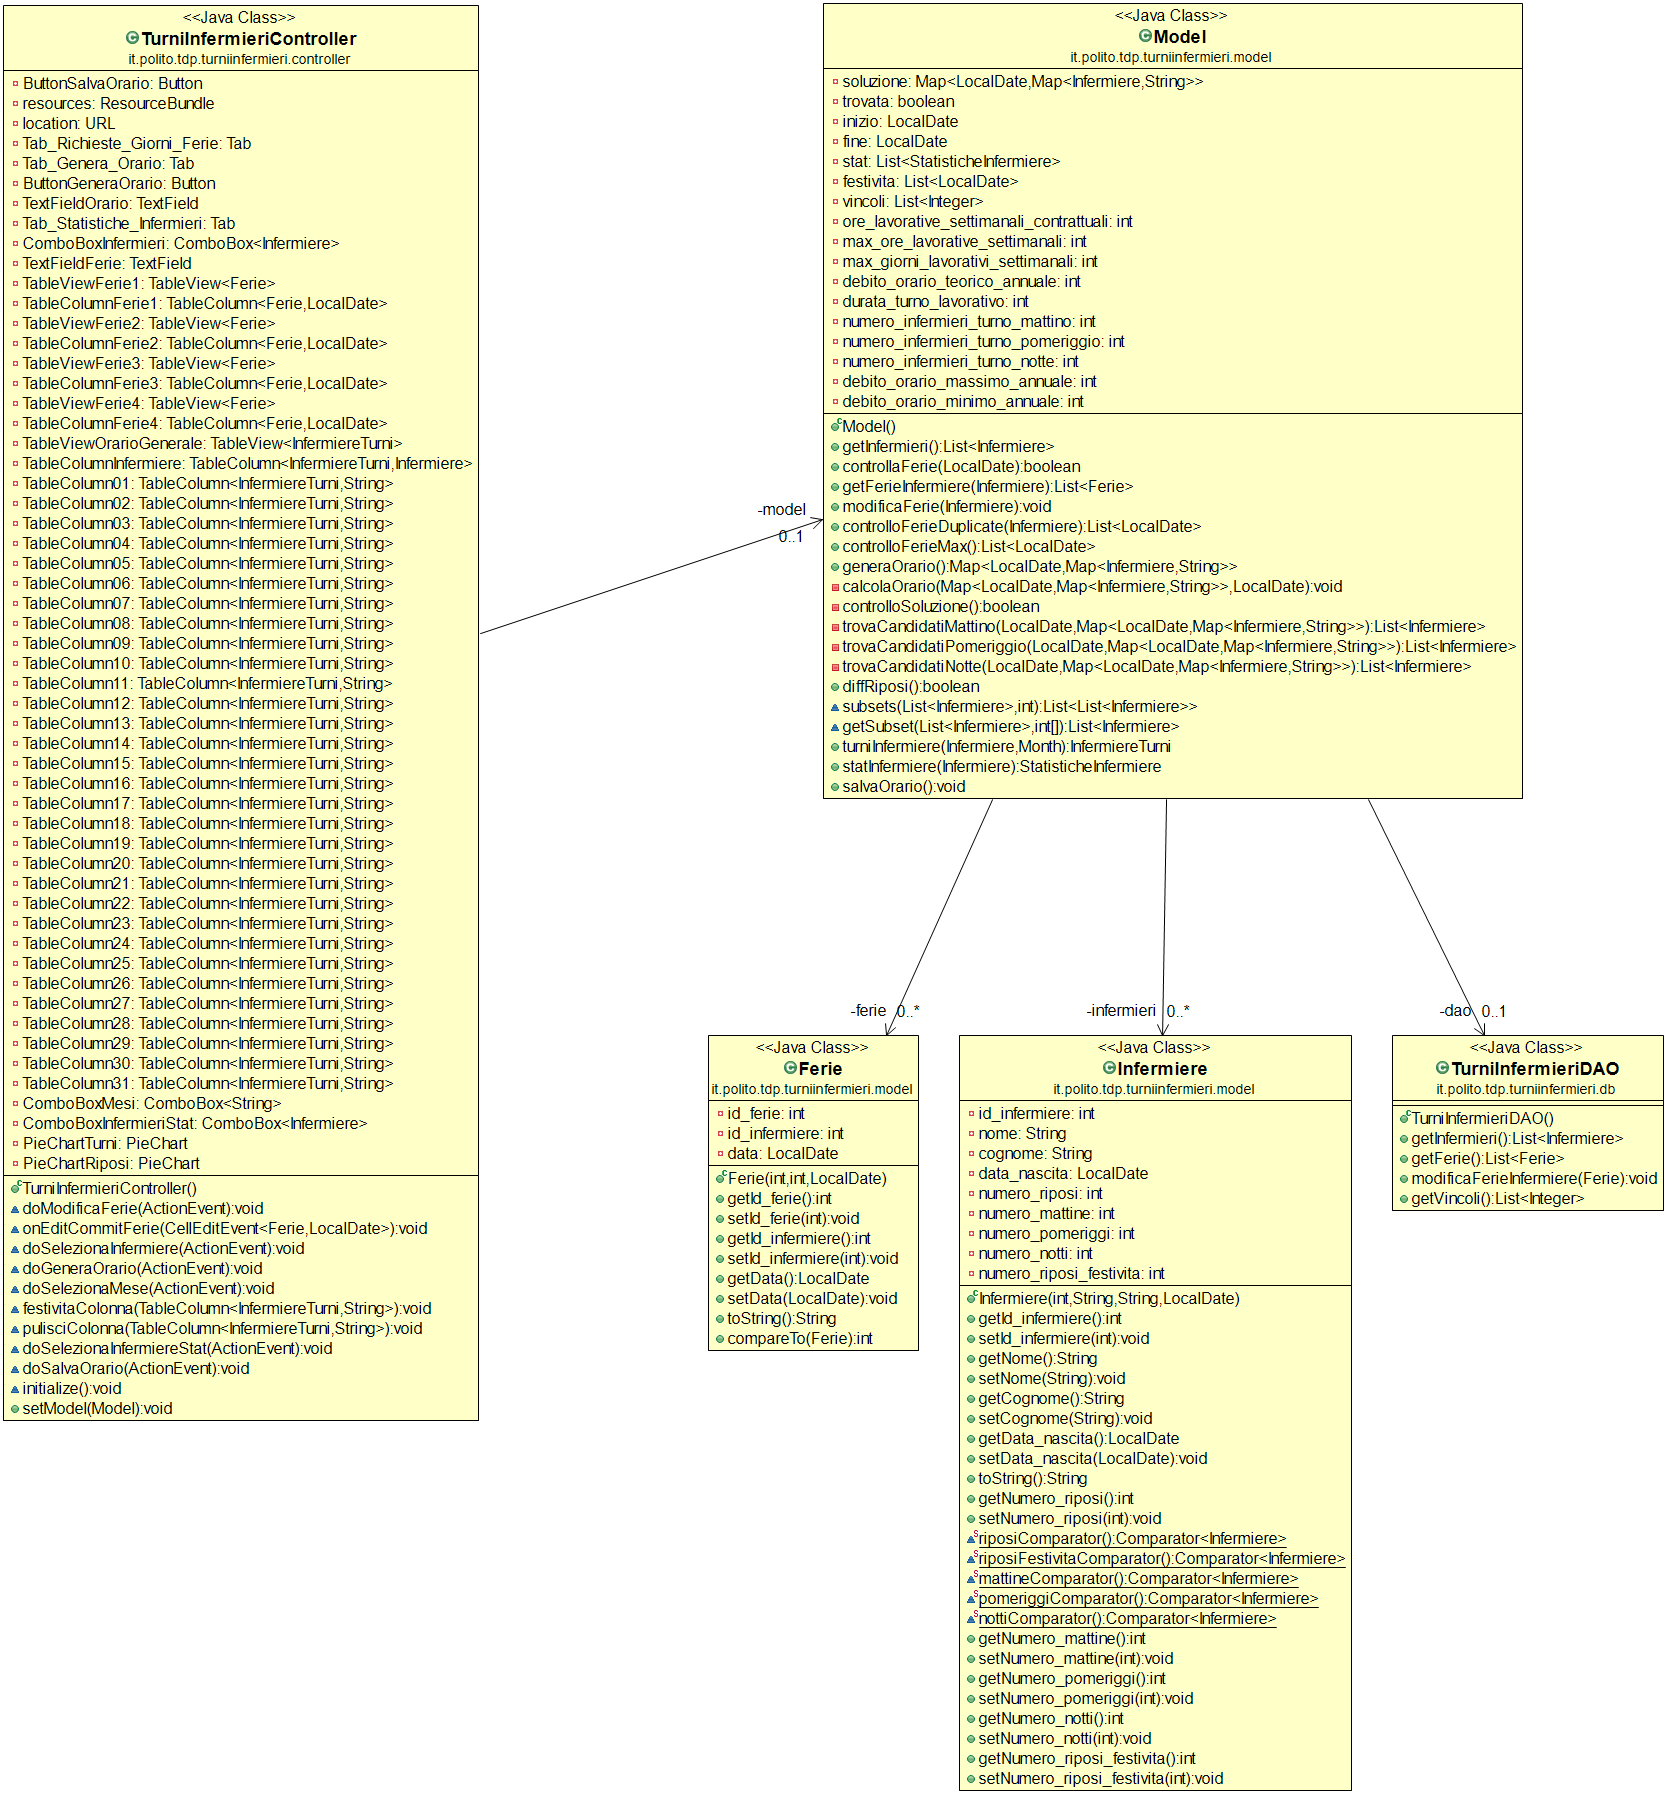 <<Java Class>>
TurniInfermieriController
it.polito.tdp.turniinfermieri.controller
ButtonSalvaOrario: Button
resources: ResourceBundle
location: URL
Tab_Richieste_Giorni_Ferie: Tab
Tab_Genera_Orario: Tab
ButtonGeneraOrario: Button
TextFieldOrario: TextField
Tab_Statistiche_Infermieri: Tab
ComboBoxInfermieri: ComboBox<Infermiere>
TextFieldFerie: TextField
TableViewFerie1: TableView<Ferie>
TableColumnFerie1: TableColumn<Ferie,LocalDate>
TableViewFerie2: TableView<Ferie>
TableColumnFerie2: TableColumn<Ferie,LocalDate>
TableViewFerie3: TableView<Ferie>
TableColumnFerie3: TableColumn<Ferie,LocalDate>
TableViewFerie4: TableView<Ferie>
TableColumnFerie4: TableColumn<Ferie,LocalDate>
TableViewOrarioGenerale: TableView<InfermiereTurni>
TableColumnInfermiere: TableColumn<InfermiereTurni,Infermiere>
TableColumn01: TableColumn<InfermiereTurni,String>
TableColumn02: TableColumn<InfermiereTurni,String>
TableColumn03: TableColumn<InfermiereTurni,String>
TableColumn04: TableColumn<InfermiereTurni,String>
TableColumn05: TableColumn<InfermiereTurni,String>
TableColumn06: TableColumn<InfermiereTurni,String>
TableColumn07: TableColumn<InfermiereTurni,String>
TableColumn08: TableColumn<InfermiereTurni,String>
TableColumn09: TableColumn<InfermiereTurni,String>
TableColumn10: TableColumn<InfermiereTurni,String>
TableColumn11: TableColumn<InfermiereTurni,String>
TableColumn12: TableColumn<InfermiereTurni,String>
TableColumn13: TableColumn<InfermiereTurni,String>
TableColumn14: TableColumn<InfermiereTurni,String>
TableColumn15: TableColumn<InfermiereTurni,String>
TableColumn16: TableColumn<InfermiereTurni,String>
TableColumn17: TableColumn<InfermiereTurni,String>
TableColumn18: TableColumn<InfermiereTurni,String>
TableColumn19: TableColumn<InfermiereTurni,String>
TableColumn20: TableColumn<InfermiereTurni,String>
TableColumn21: TableColumn<InfermiereTurni,String>
TableColumn22: TableColumn<InfermiereTurni,String>
TableColumn23: TableColumn<InfermiereTurni,String>
TableColumn24: TableColumn<InfermiereTurni,String>
TableColumn25: TableColumn<InfermiereTurni,String>
TableColumn26: TableColumn<InfermiereTurni,String>
TableColumn27: TableColumn<InfermiereTurni,String>
TableColumn28: TableColumn<InfermiereTurni,String>
TableColumn29: TableColumn<InfermiereTurni,String>
TableColumn30: TableColumn<InfermiereTurni,String>
TableColumn31: TableColumn<InfermiereTurni,String>
ComboBoxMesi: ComboBox<String>
ComboBoxInfermieriStat: ComboBox<Infermiere>
PieChartTurni: PieChart
PieChartRiposi: PieChart
TurniInfermieriController()
doModificaFerie(ActionEvent):void
onEditCommitFerie(CellEditEvent<Ferie,LocalDate>):void
doSelezionaInfermiere(ActionEvent):void
doGeneraOrario(ActionEvent):void
doSelezionaMese(ActionEvent):void
festivitaColonna(TableColumn<InfermiereTurni,String>):void
pulisciColonna(TableColumn<InfermiereTurni,String>):void
doSelezionaInfermiereStat(ActionEvent):void
doSalvaOrario(ActionEvent):void
initialize():void
setModel(Model):void
-model
0..1
<<Java Class>>
Model
it.polito.tdp.turniinfermieri.model
soluzione: Map<LocalDate,Map<Infermiere,String>>
trovata: boolean
inizio: LocalDate
fine: LocalDate
stat: List<StatisticheInfermiere>
festivita: List<LocalDate>
vincoli: List<Integer>
ore_lavorative_settimanali_contrattuali: int
max_ore_lavorative_settimanali: int
max_giorni_lavorativi_settimanali: int
debito_orario_teorico_annuale: int
durata_turno_lavorativo: int
numero_infermieri_turno_mattino: int
numero_infermieri_turno_pomeriggio: int
numero_infermieri_turno_notte: int
debito_orario_massimo_annuale: int
debito_orario_minimo_annuale: int
Model()
getInfermieri():List<Infermiere>
controllaFerie(LocalDate):boolean
getFerieInfermiere(Infermiere):List<Ferie>
modificaFerie(Infermiere):void
controlloFerieDuplicate(Infermiere):List<LocalDate>
controlloFerieMax():List<LocalDate>
generaOrario():Map<LocalDate,Map<Infermiere,String>>
calcolaOrario(Map<LocalDate,Map<Infermiere,String>>,LocalDate):void
controlloSoluzione():boolean
trovaCandidatiMattino(LocalDate,Map<LocalDate,Map<Infermiere,String>>):List<Infermiere>
trovaCandidatiPomeriggio(LocalDate,Map<LocalDate,Map<Infermiere,String>>):List<Infermiere>
trovaCandidatiNotte(LocalDate,Map<LocalDate,Map<Infermiere,String>>):List<Infermiere>
diffRiposi():boolean
subsets(List<Infermiere>,int):List<List<Infermiere>>
getSubset(List<Infermiere>,int[]):List<Infermiere>
turniInfermiere(Infermiere,Month):InfermiereTurni
statInfermiere(Infermiere):StatisticheInfermiere
salvaOrario():void
-ferie 0..*
-infermieri 0..*
-dao 0..1
<<Java Class>>
Ferie
it.polito.tdp.turniinfermieri.model
id_ferie: int
id_infermiere: int
data: LocalDate
Ferie(int,int,LocalDate)
getId_ferie():int
setId_ferie(int):void
getId_infermiere():int
setId_infermiere(int):void
getData():LocalDate
setData(LocalDate):void
toString():String
compareTo(Ferie):int
<<Java Class>>
Infermiere
it.polito.tdp.turniinfermieri.model
id_infermiere: int
nome: String
cognome: String
data_nascita: LocalDate
numero_riposi: int
numero_mattine: int
numero_pomeriggi: int
numero_notti: int
numero_riposi_festivita: int
Infermiere(int,String,String,LocalDate)
getId_infermiere():int
setId_infermiere(int):void
getNome():String
setNome(String):void
getCognome():String
setCognome(String):void
getData_nascita():LocalDate
setData_nascita(LocalDate):void
toString():String
getNumero_riposi():int
setNumero_riposi(int):void
riposiComparator():Comparator<Infermiere>
riposiFestivitaComparator():Comparator<Infermiere>
mattineComparator():Comparator<Infermiere>
pomeriggiComparator():Comparator<Infermiere>
nottiComparator():Comparator<Infermiere>
getNumero_mattine():int
setNumero_mattine(int):void
getNumero_pomeriggi():int
setNumero_pomeriggi(int):void
getNumero_notti():int
setNumero_notti(int):void
getNumero_riposi_festivita():int
setNumero_riposi_festivita(int):void
<<Java Class>>
TurniInfermieriDAO
it.polito.tdp.turniinfermieri.db
TurniInfermieriDAO()
getInfermieri():List<Infermiere>
getFerie():List<Ferie>
modificaFerieInfermiere(Ferie):void
getVincoli():List<Integer>